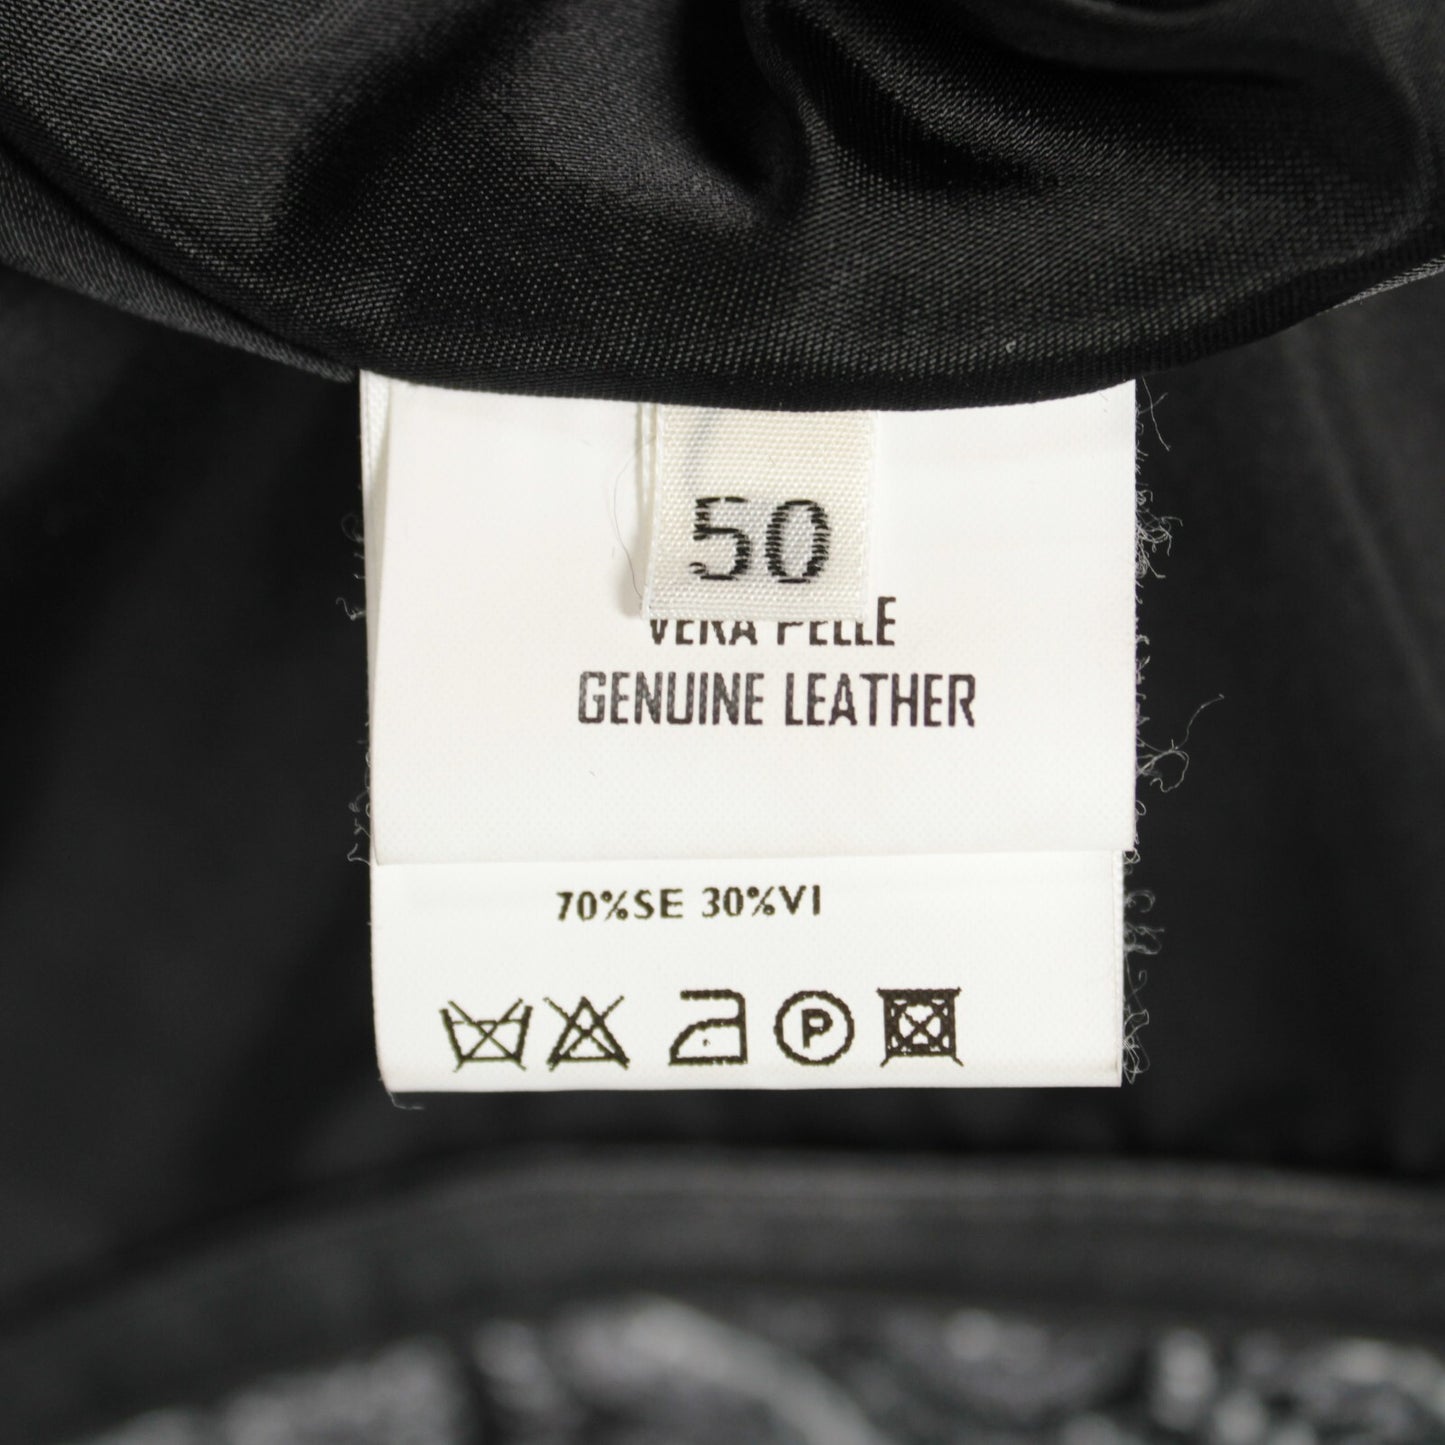 50
VERA PELLE
GENUINE LEATHER
70%SE 30%VI
P